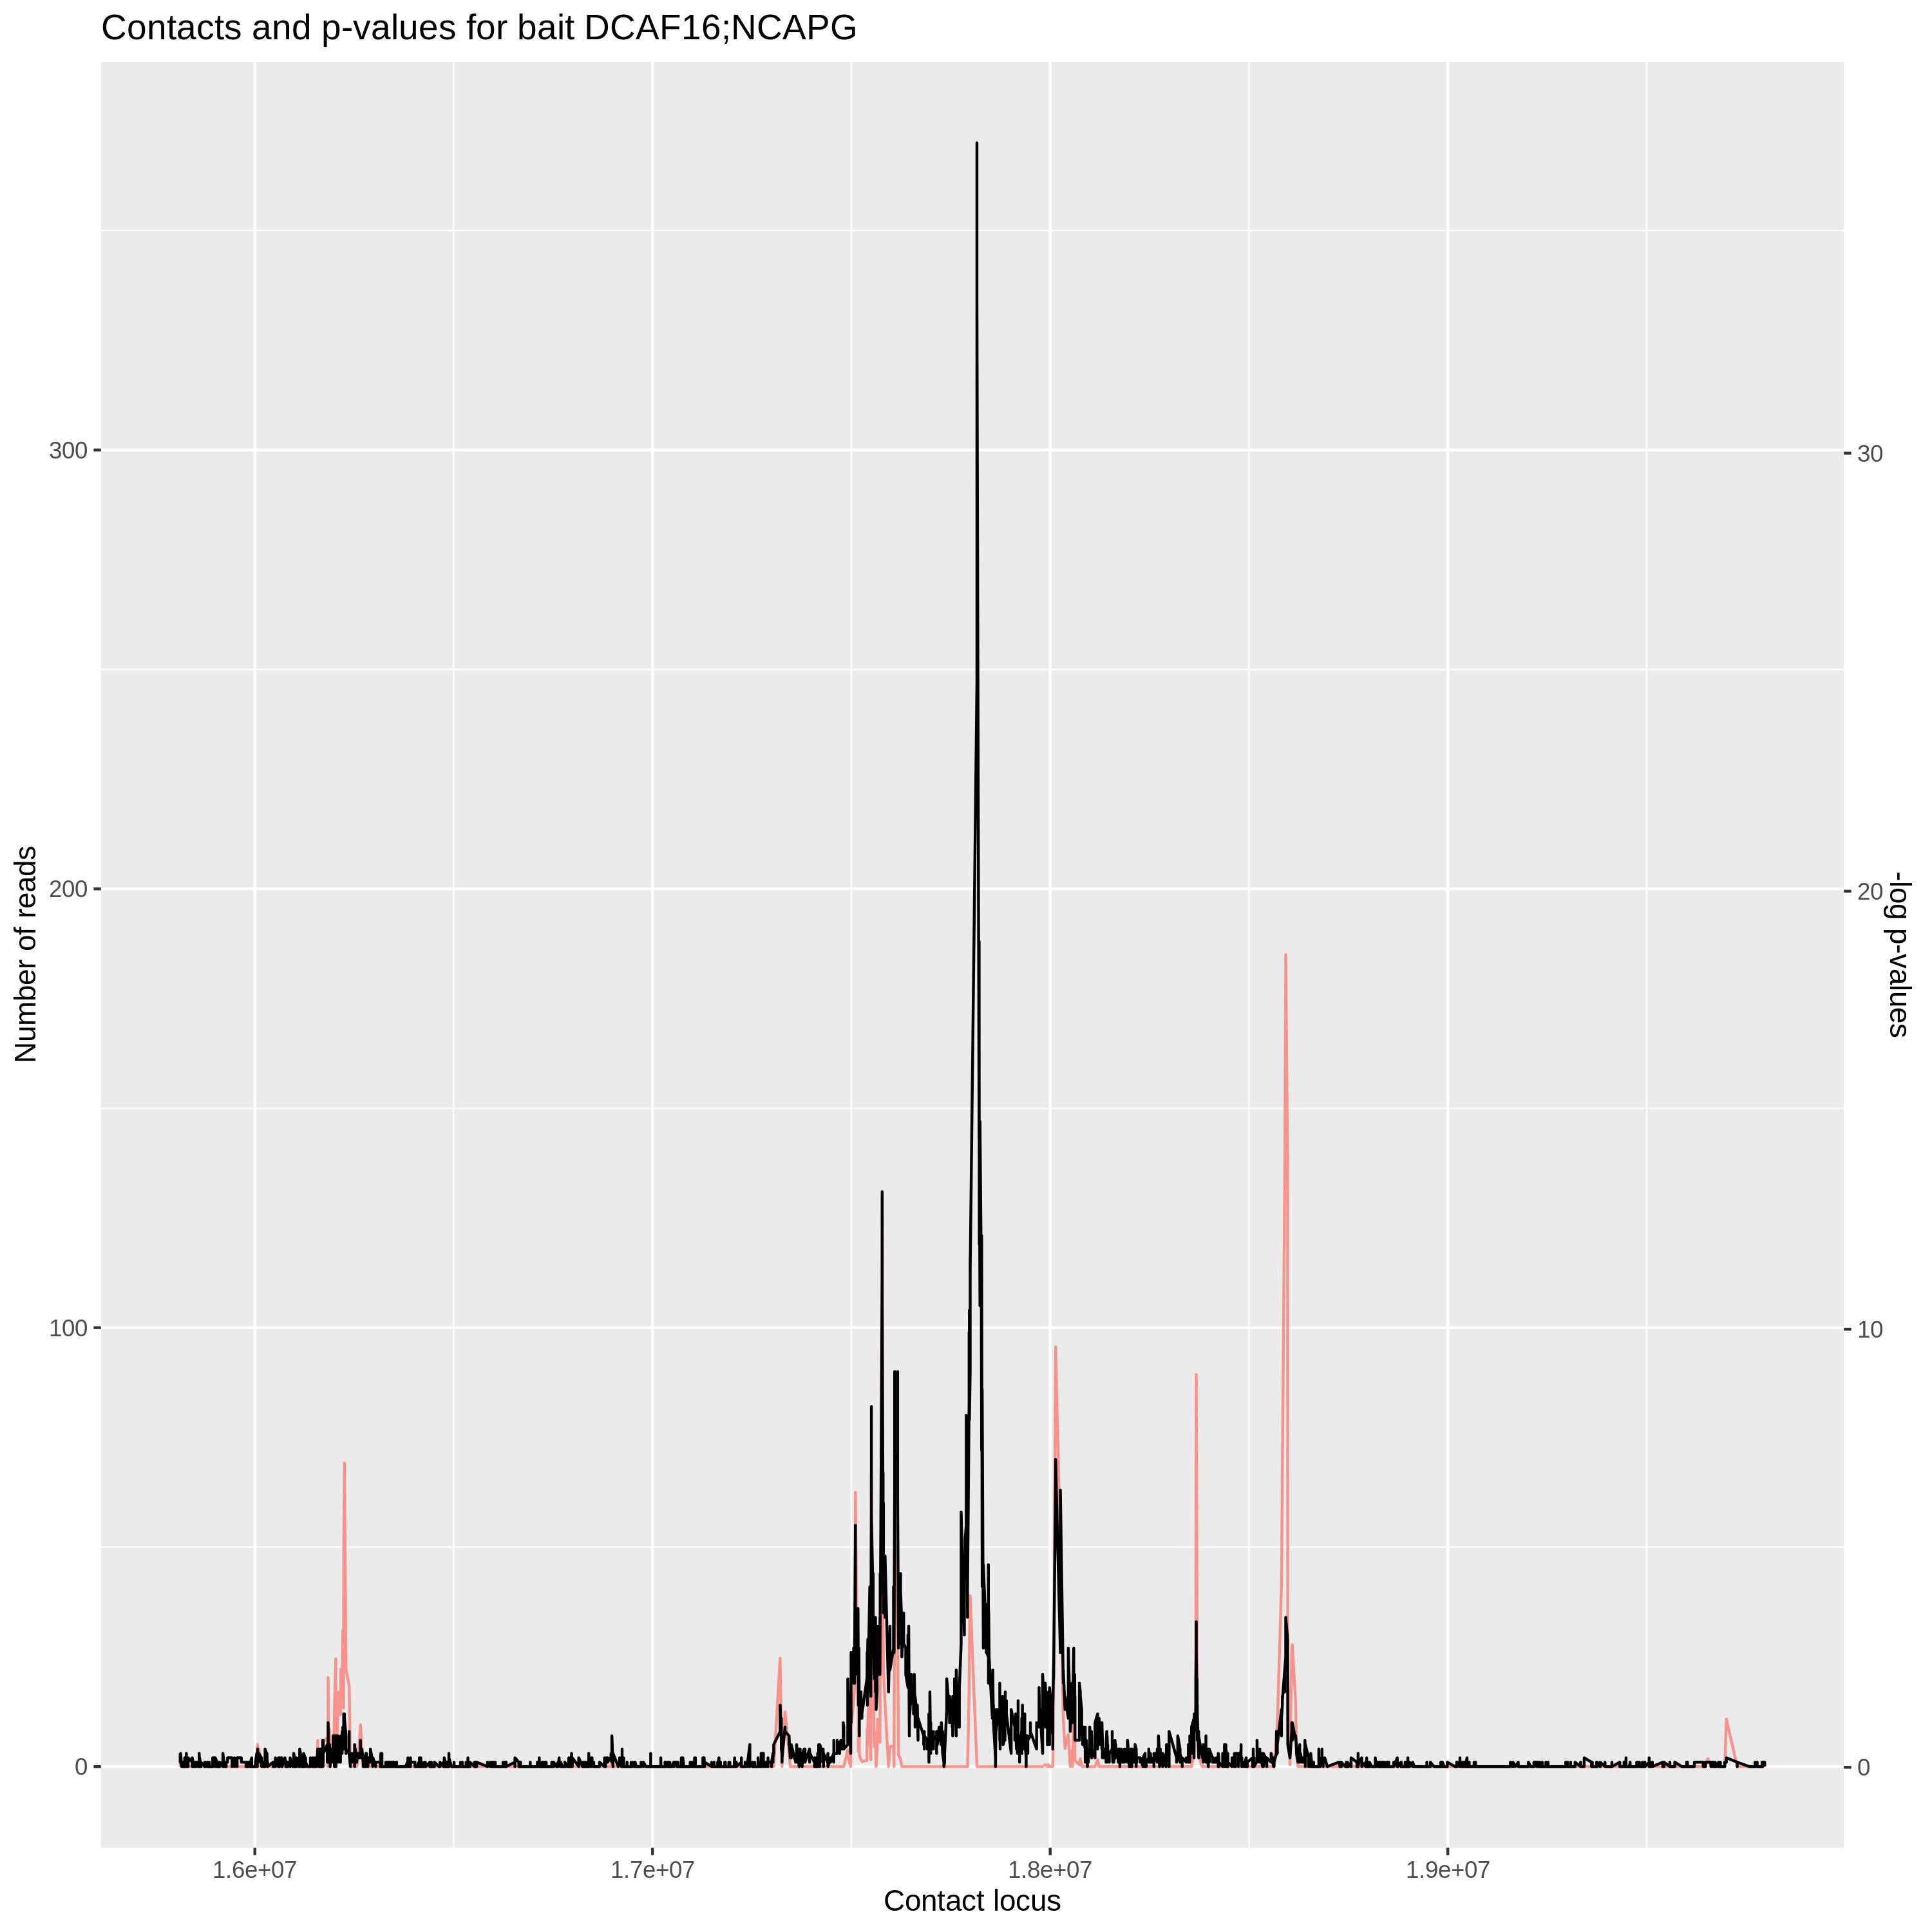 Contacts and p-values for bait DCAF16;NCAPG
Number of reads
300
200
100
0
30
20
10
0
-log p-values
1.6e+07
1.7e+07
1.8e+07
1.9e+07
Contact locus